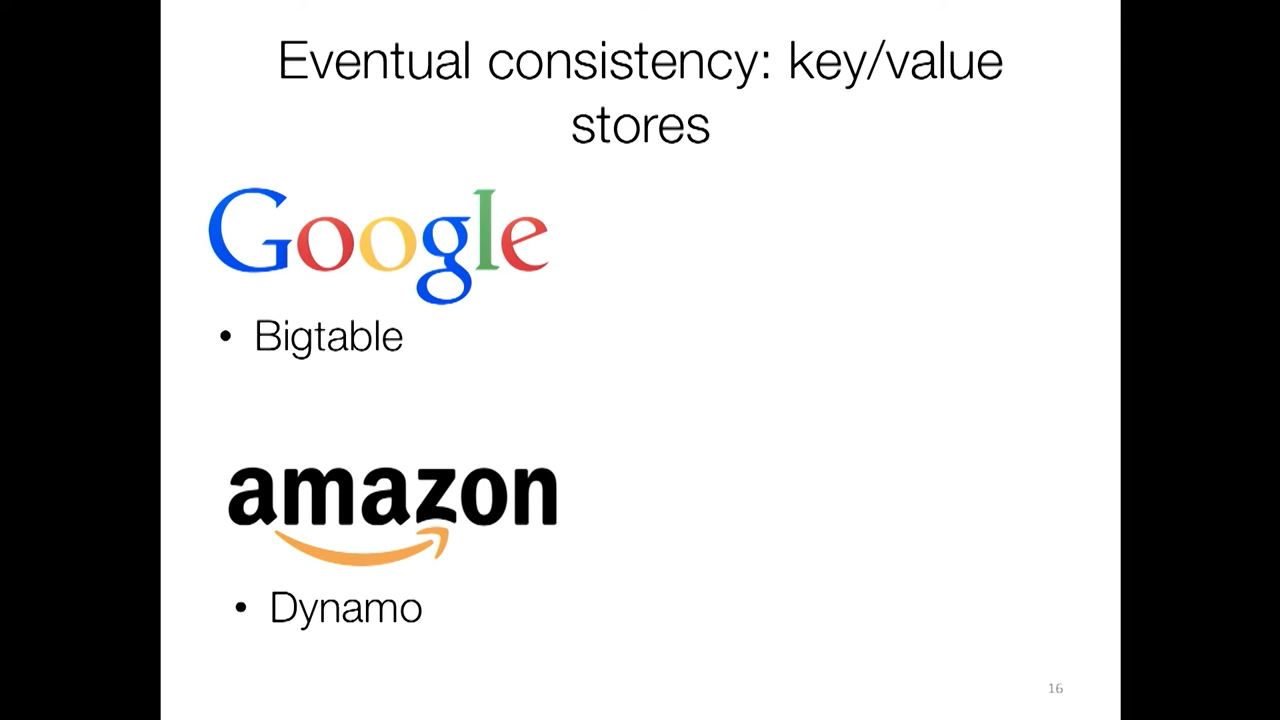 Eventual consistency: key/value
stores
Google
• Bigtable
amazon
• Dynamo
16